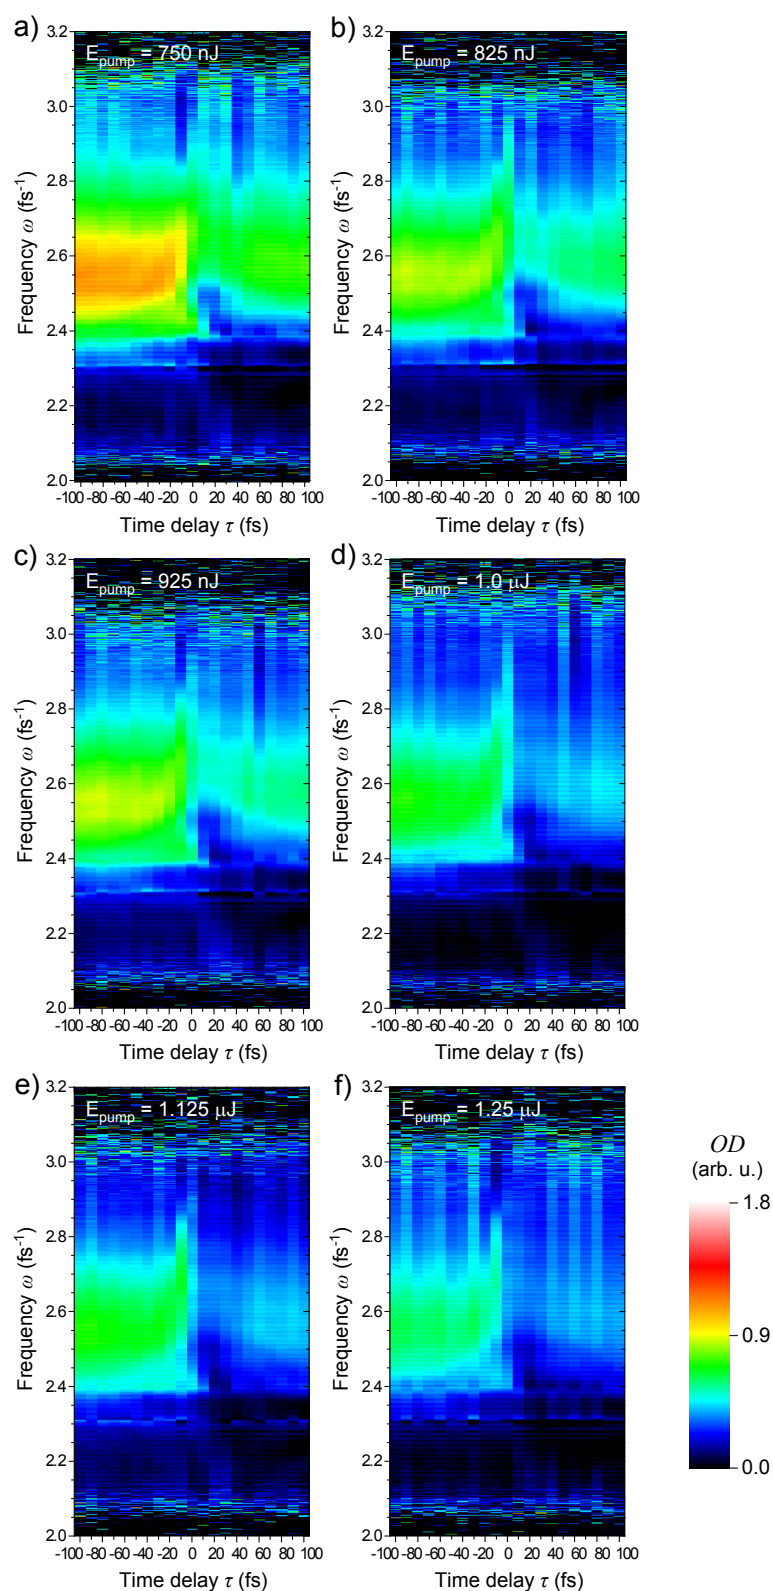 a)
E_pump = 750 nJ
3.2
3.0
2.8
2.6
2.4
2.2
2.0
Frequency ω (fs⁻¹)
-100 -80 -60 -40 -20 0 20 40 60 80 100
Time delay τ (fs)
b)
E_pump = 825 nJ
3.2
3.0
2.8
2.6
2.4
2.2
2.0
Frequency ω (fs⁻¹)
-100 -80 -60 -40 -20 0 20 40 60 80 100
Time delay τ (fs)
c)
E_pump = 925 nJ
3.2
3.0
2.8
2.6
2.4
2.2
2.0
Frequency ω (fs⁻¹)
-100 -80 -60 -40 -20 0 20 40 60 80 100
Time delay τ (fs)
d)
E_pump = 1.0 μJ
3.2
3.0
2.8
2.6
2.4
2.2
2.0
Frequency ω (fs⁻¹)
-100 -80 -60 -40 -20 0 20 40 60 80 100
Time delay τ (fs)
e)
E_pump = 1.125 μJ
3.2
3.0
2.8
2.6
2.4
2.2
2.0
Frequency ω (fs⁻¹)
-100 -80 -60 -40 -20 0 20 40 60 80 100
Time delay τ (fs)
f)
E_pump = 1.25 μJ
3.2
3.0
2.8
2.6
2.4
2.2
2.0
Frequency ω (fs⁻¹)
-100 -80 -60 -40 -20 0 20 40 60 80 100
Time delay τ (fs)
OD
(arb. u.)
1.8
0.9
0.0